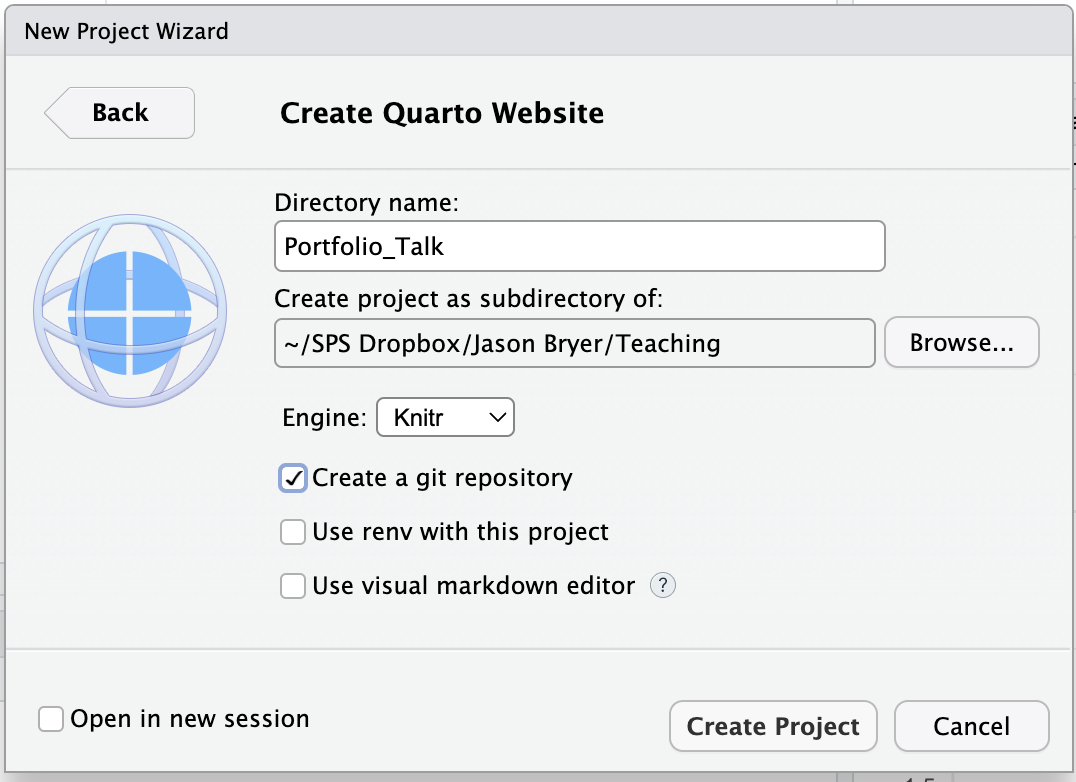 New Project Wizard
Back
Create Quarto Website
Directory name:
Portfolio_Talk
Create project as subdirectory of:
~/SPS Dropbox/Jason Bryer/Teaching
Browse...
Engine: Knitr
Create a git repository
Use renv with this project
Use visual markdown editor ?
Open in new session
Create Project
Cancel